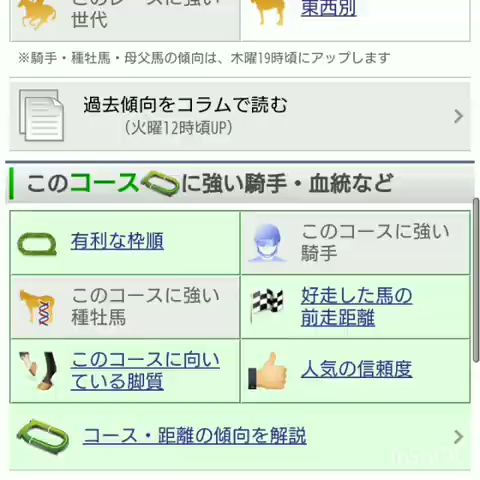 このレースに強い
世代
東西別
※騎手・種牡馬・母父馬の傾向は、木曜19時頃にアップします
過去傾向をコラムで読む
（火曜12時頃UP）
このコースに強い騎手・血統など
有利な枠順
このコースに強い
騎手
このコースに強い
種牡馬
好走した馬の
前走距離
このコースに向い
ている脚質
人気の信頼度
コース・距離の傾向を解説